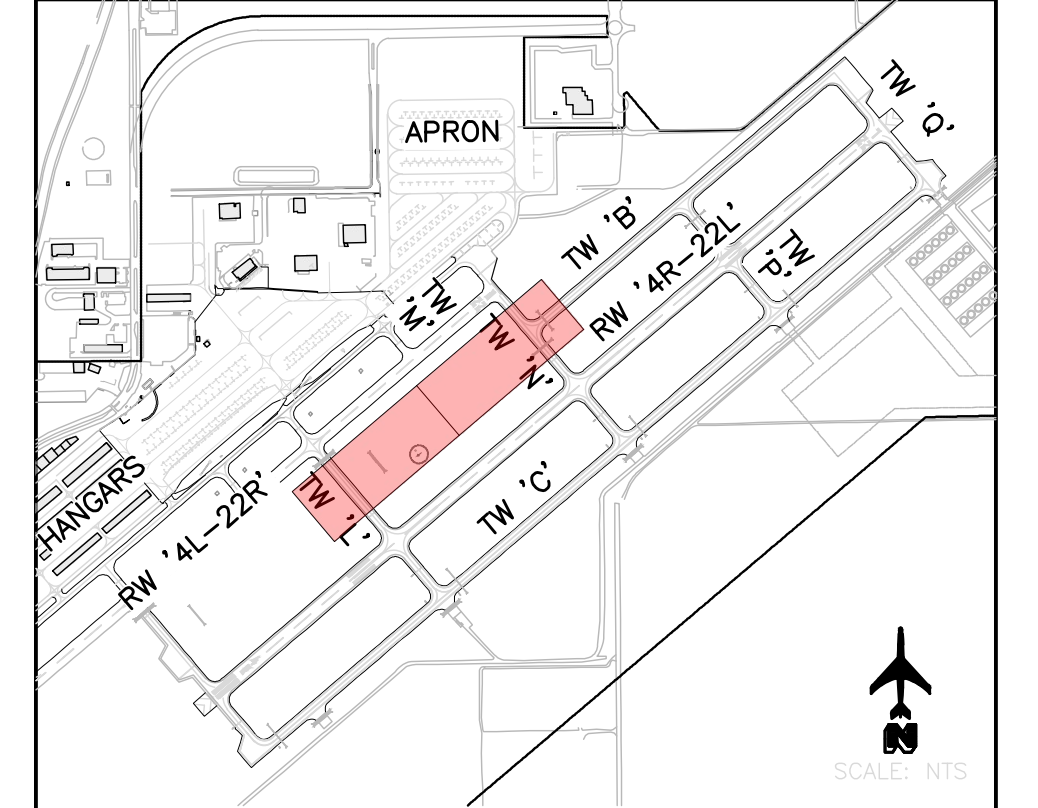 TW 'Q'
APRON
TW 'B'
RW '4R-22L'
TW 'P'
TW 'M'
TW 'N'
HANGARS
RW '4L-22R'
TW 'L'
TW 'C'
N
SCALE: NTS